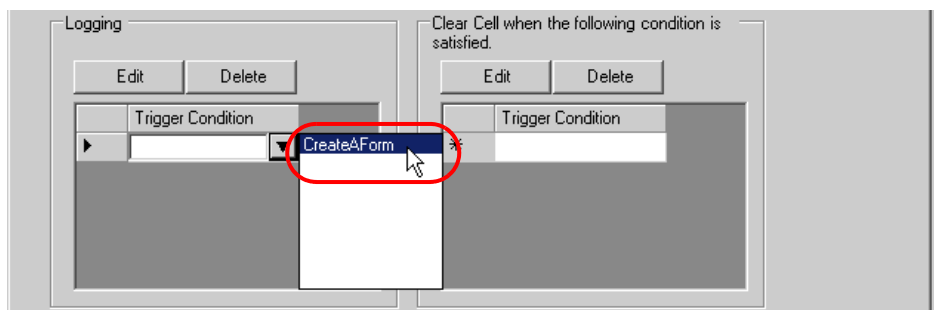 Logging
Edit
Delete
Trigger Condition
CreateAForm
Clear Cell when the following condition is
satisfied.
Edit
Delete
Trigger Condition